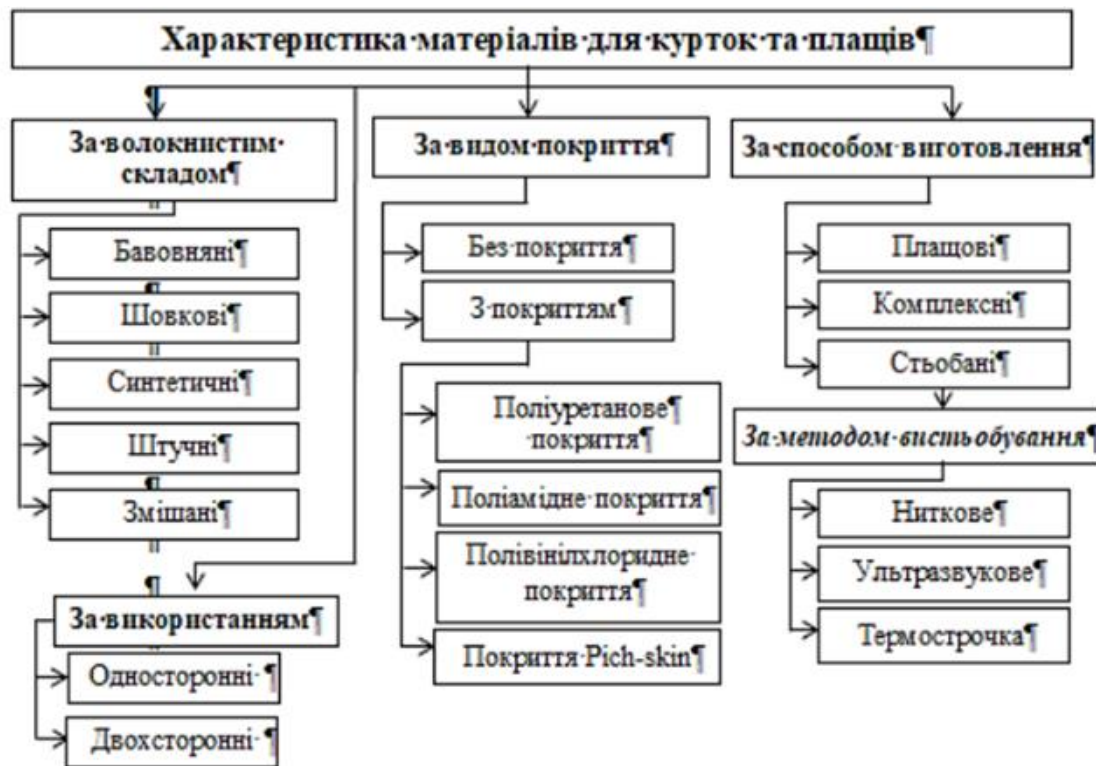 Характеристика·матеріалів·для·курток·та·плащів¶
¶
За·волокнистим·
складом¶
¶
Бавовняні¶
¶
Шовкові¶
¶
Синтетичні¶
Штучні¶
¶
Змішані¶
¶
¶
За·використанням¶
Односторонні·¶
Двохсторонні·¶
За·видом·покриття¶
Без·покриття¶
З·покриттям¶
Поліуретанове¶
·покриття¶
Поліамідне·покриття¶
Полівінілхлоридне·
покриття¶
Покриття·Pich-skin¶
За·способом·виготовлення¶
Плащові¶
Комплексні¶
Стьобані¶
За·методом·вистьобування¶
Ниткове¶
Ультразвукове¶
Термострочка¶